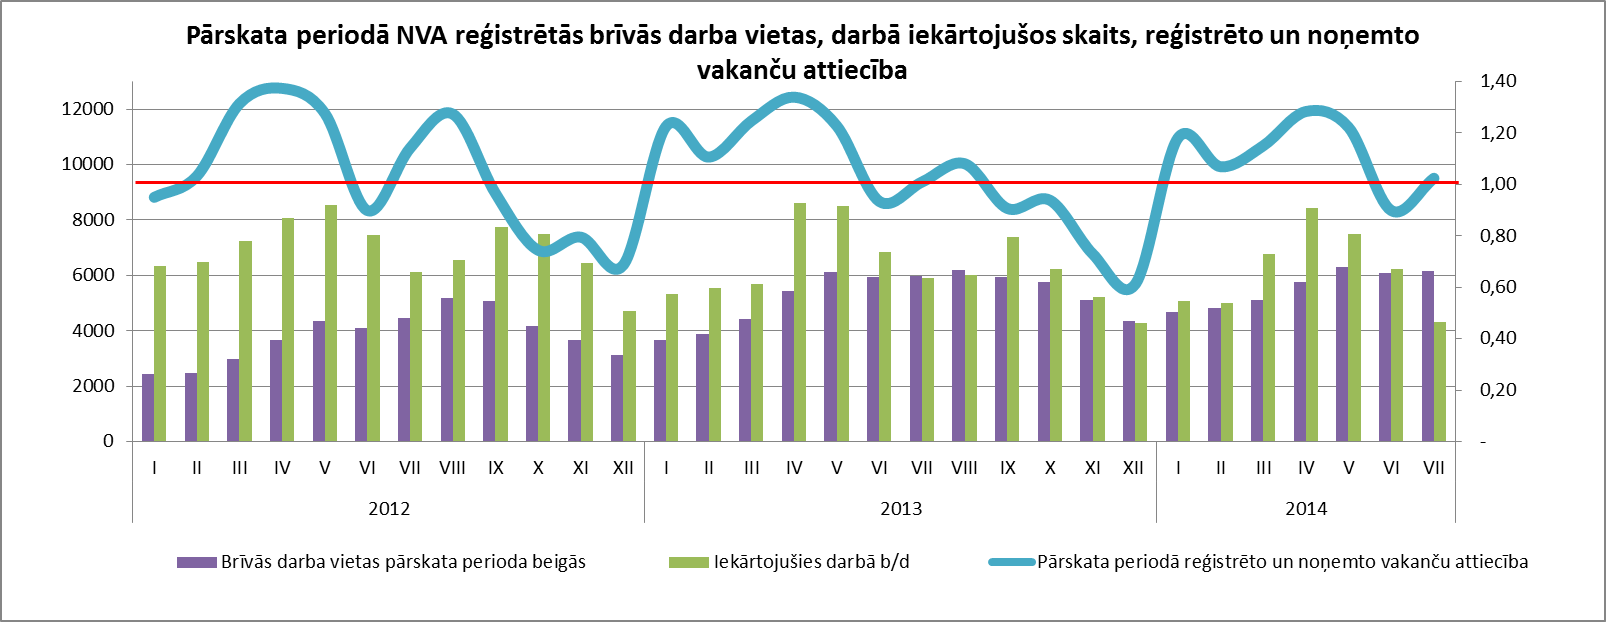 Pārskata periodā NVA reģistrētās brīvās darba vietas, darbā iekārtojušos skaits, reģistrēto un noņemto
vakanču attiecība
12000
10000
8000
6000
4000
2000
0
1,40
1,20
1,00
0,80
0,60
0,40
0,20
-
I II III IV V VI VII VIII IX X XI XII I II III IV V VI VII VIII IX X XI XII I II III IV V VI VII
2012 2013 2014
Brīvās darba vietas pārskata perioda beigās
Iekārtojušies darbā b/d
Pārskata periodā reģistrēto un noņemto vakanču attiecība